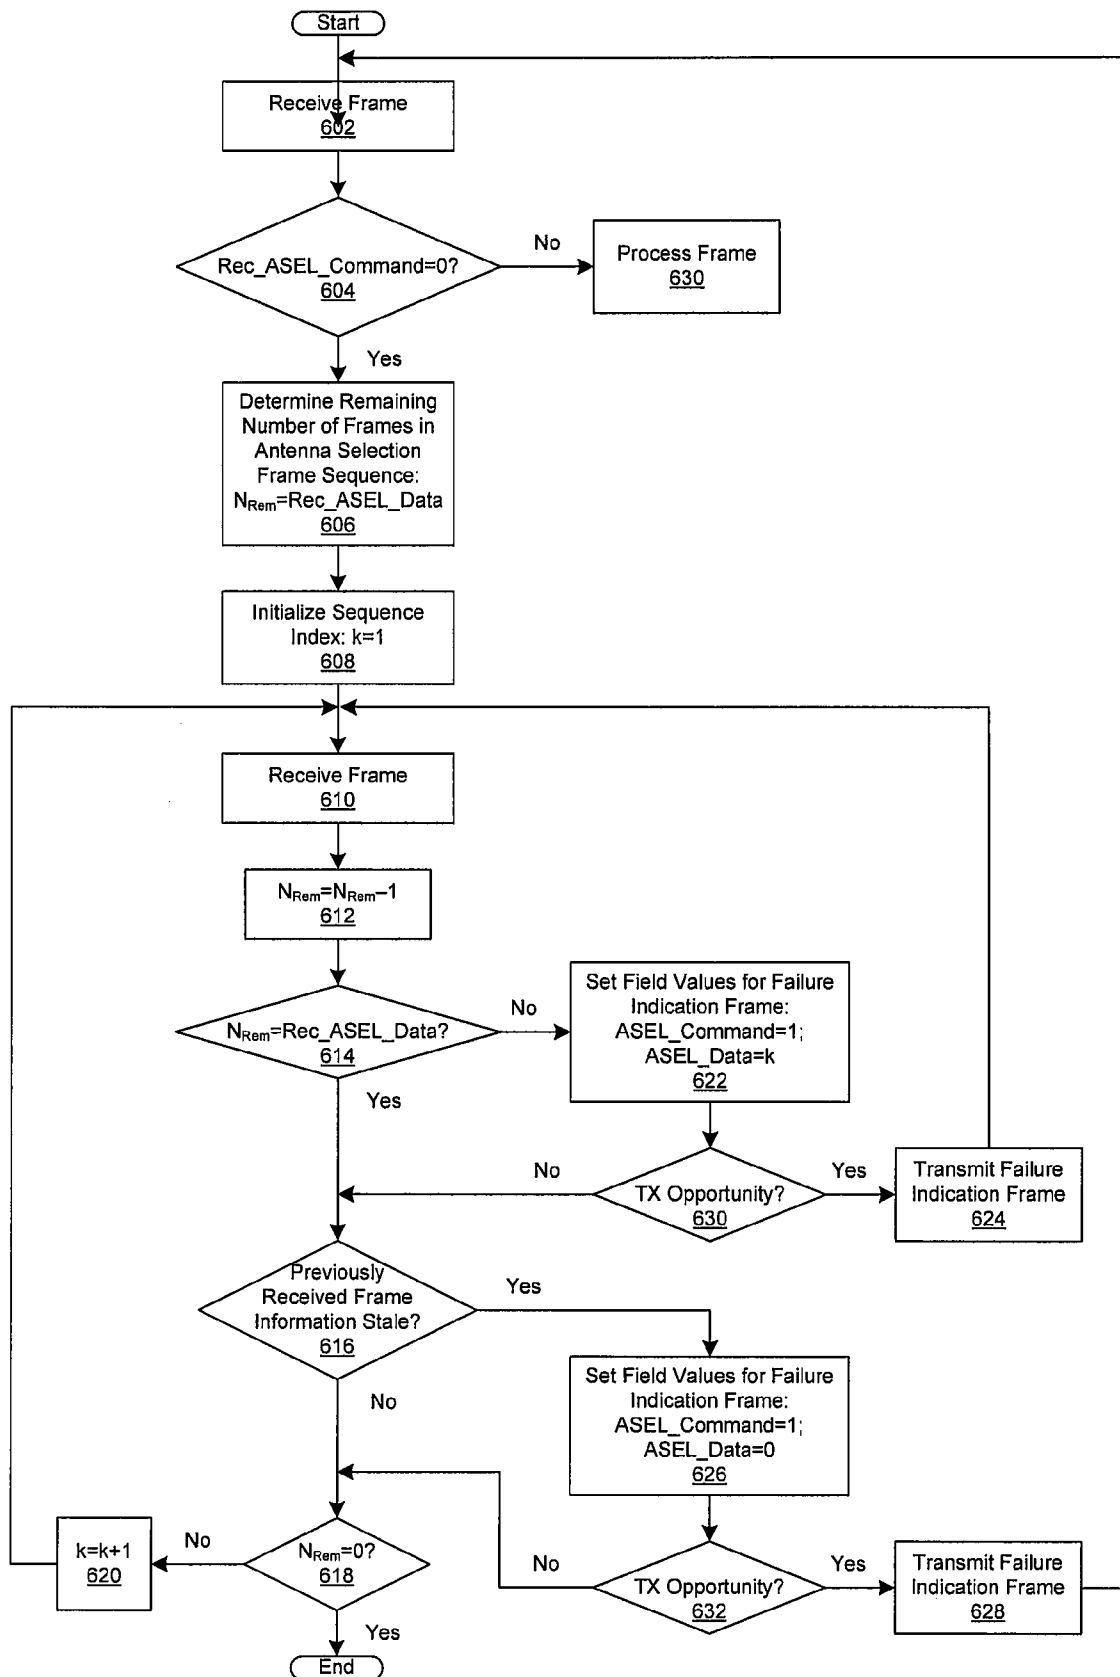 Start
Receive Frame
602
Rec_ASEL_Command=0?
604
No
Process Frame
630
Yes
Determine Remaining
Number of Frames in
Antenna Selection
Frame Sequence:
N_Rem=Rec_ASEL_Data
606
Initialize Sequence
Index: k=1
608
Receive Frame
610
N_Rem=N_Rem–1
612
N_Rem=Rec_ASEL_Data?
614
No
Set Field Values for Failure
Indication Frame:
ASEL_Command=1;
ASEL_Data=k
622
Yes
No
TX Opportunity?
630
Yes
Transmit Failure
Indication Frame
624
Previously
Received Frame
Information Stale?
616
Yes
Set Field Values for Failure
Indication Frame:
ASEL_Command=1;
ASEL_Data=0
626
No
k=k+1
620
No
N_Rem=0?
618
No
TX Opportunity?
632
Yes
Transmit Failure
Indication Frame
628
Yes
End